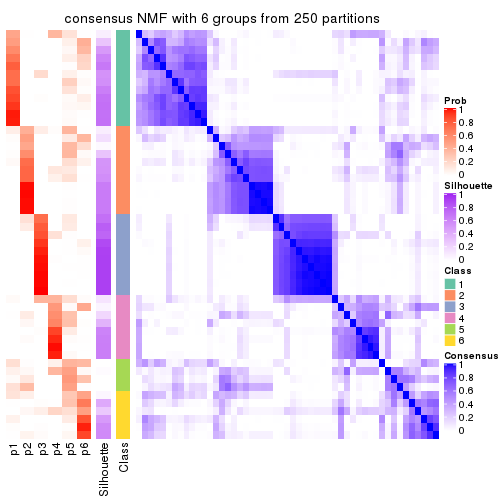 consensus NMF with 6 groups from 250 partitions
Prob
1
0.8
0.6
0.4
0.2
0
Silhouette
1
0.8
0.6
0.4
0.2
0
Class
1
2
3
4
5
6
Consensus
1
0.8
0.6
0.4
0.2
0
p1
p2
p3
p4
p5
p6
Silhouette
Class